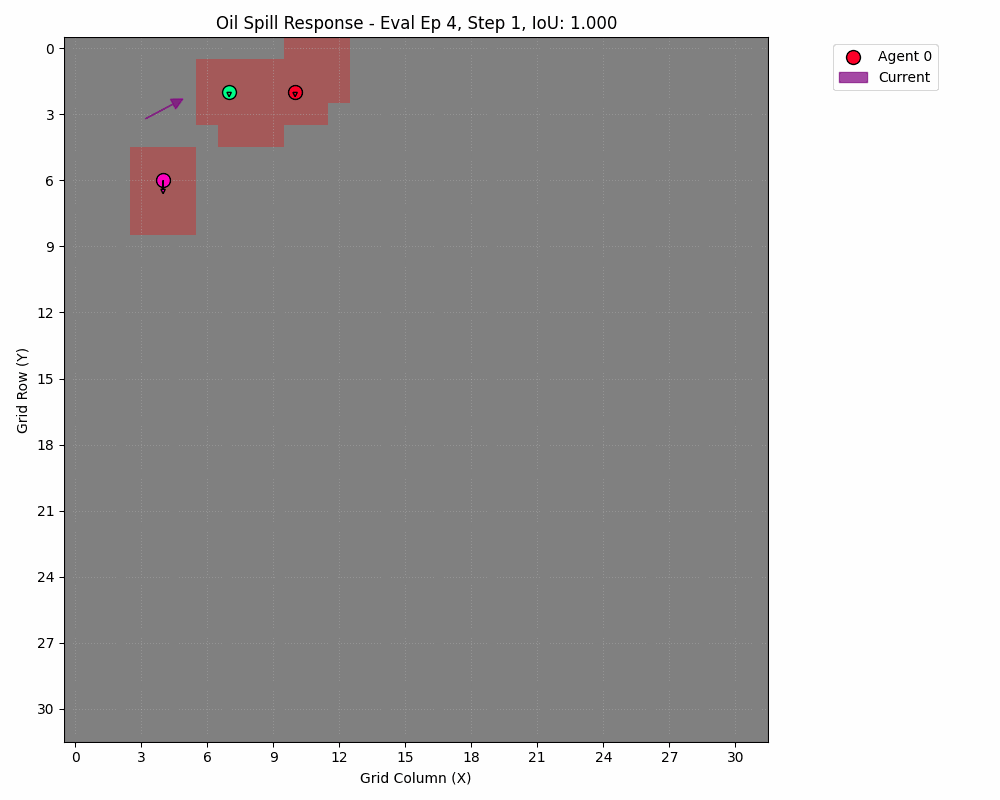 Oil Spill Response - Eval Ep 4, Step 1, IoU: 1.000
Agent 0
Current
0
3
6
9
12
15
18
21
24
27
30
Grid Row (Y)
0 3 6 9 12 15 18 21 24 27 30
Grid Column (X)